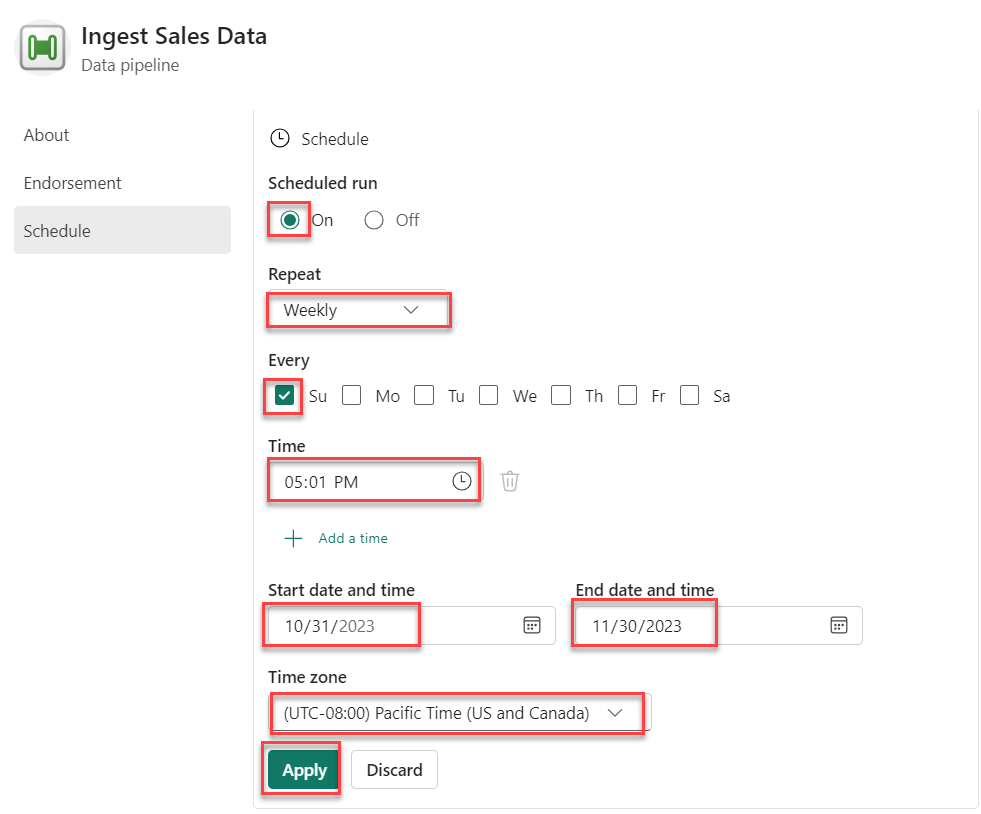 Ingest Sales Data
Data pipeline
About
Endorsement
Schedule
Schedule
Scheduled run
On Off
Repeat
Weekly
Every
Su Mo Tu We Th Fr Sa
Time
05:01 PM
Add a time
Start date and time End date and time
10/31/2023 11/30/2023
Time zone
(UTC-08:00) Pacific Time (US and Canada)
Apply Discard